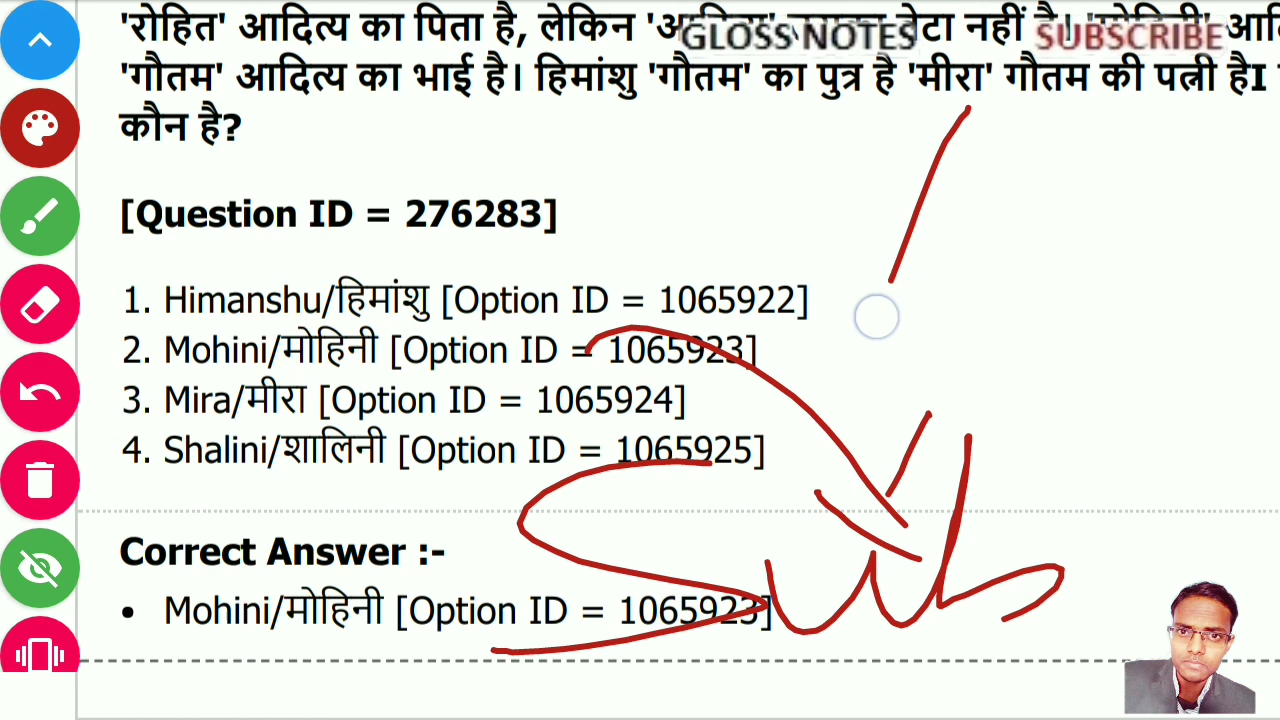 'रोहित' आदित्य का पिता है, लेकिन बेटा नहीं है।
GLOSS NOTES SUBSCRIBE
'गौतम' आदित्य का भाई है। हिमांशु 'गौतम' का पुत्र है 'मीरा' गौतम की पत्नी हैI
कौन है?
[Question ID = 276283]
1. Himanshu/हिमांशु [Option ID = 1065922]
2. Mohini/मोहिनी [Option ID = 1065923]
3. Mira/मीरा [Option ID = 1065924]
4. Shalini/शालिनी [Option ID = 1065925]
Correct Answer :-
• Mohini/मोहिनी [Option ID = 1065923]
Sub